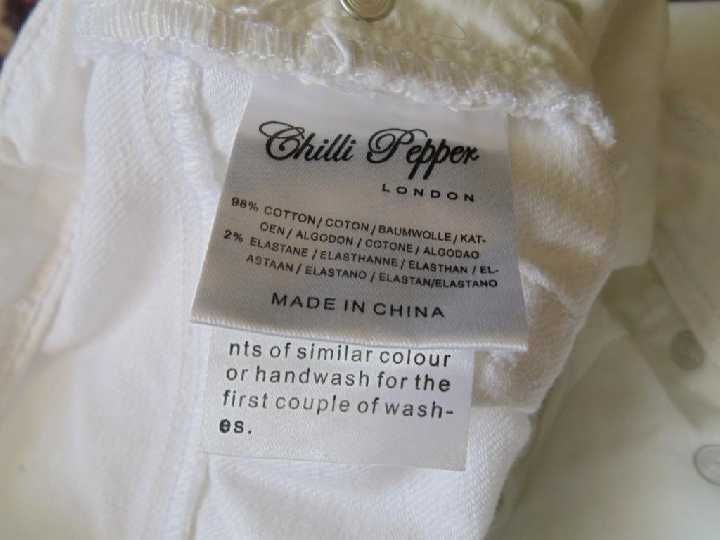 Chilli Pepper
LONDON
98% COTTON/COTON/BAUMWOLLE/KAT-
OEN/ALGODON/COTONE/ALGODAO
2% ELASTANE/ELASTHANNE/ELASTHAN/EL-
ASTAAN/ELASTANO/ELASTAN/ELASTANO
MADE IN CHINA
nts of similar colour
or handwash for the
first couple of wash-
es.